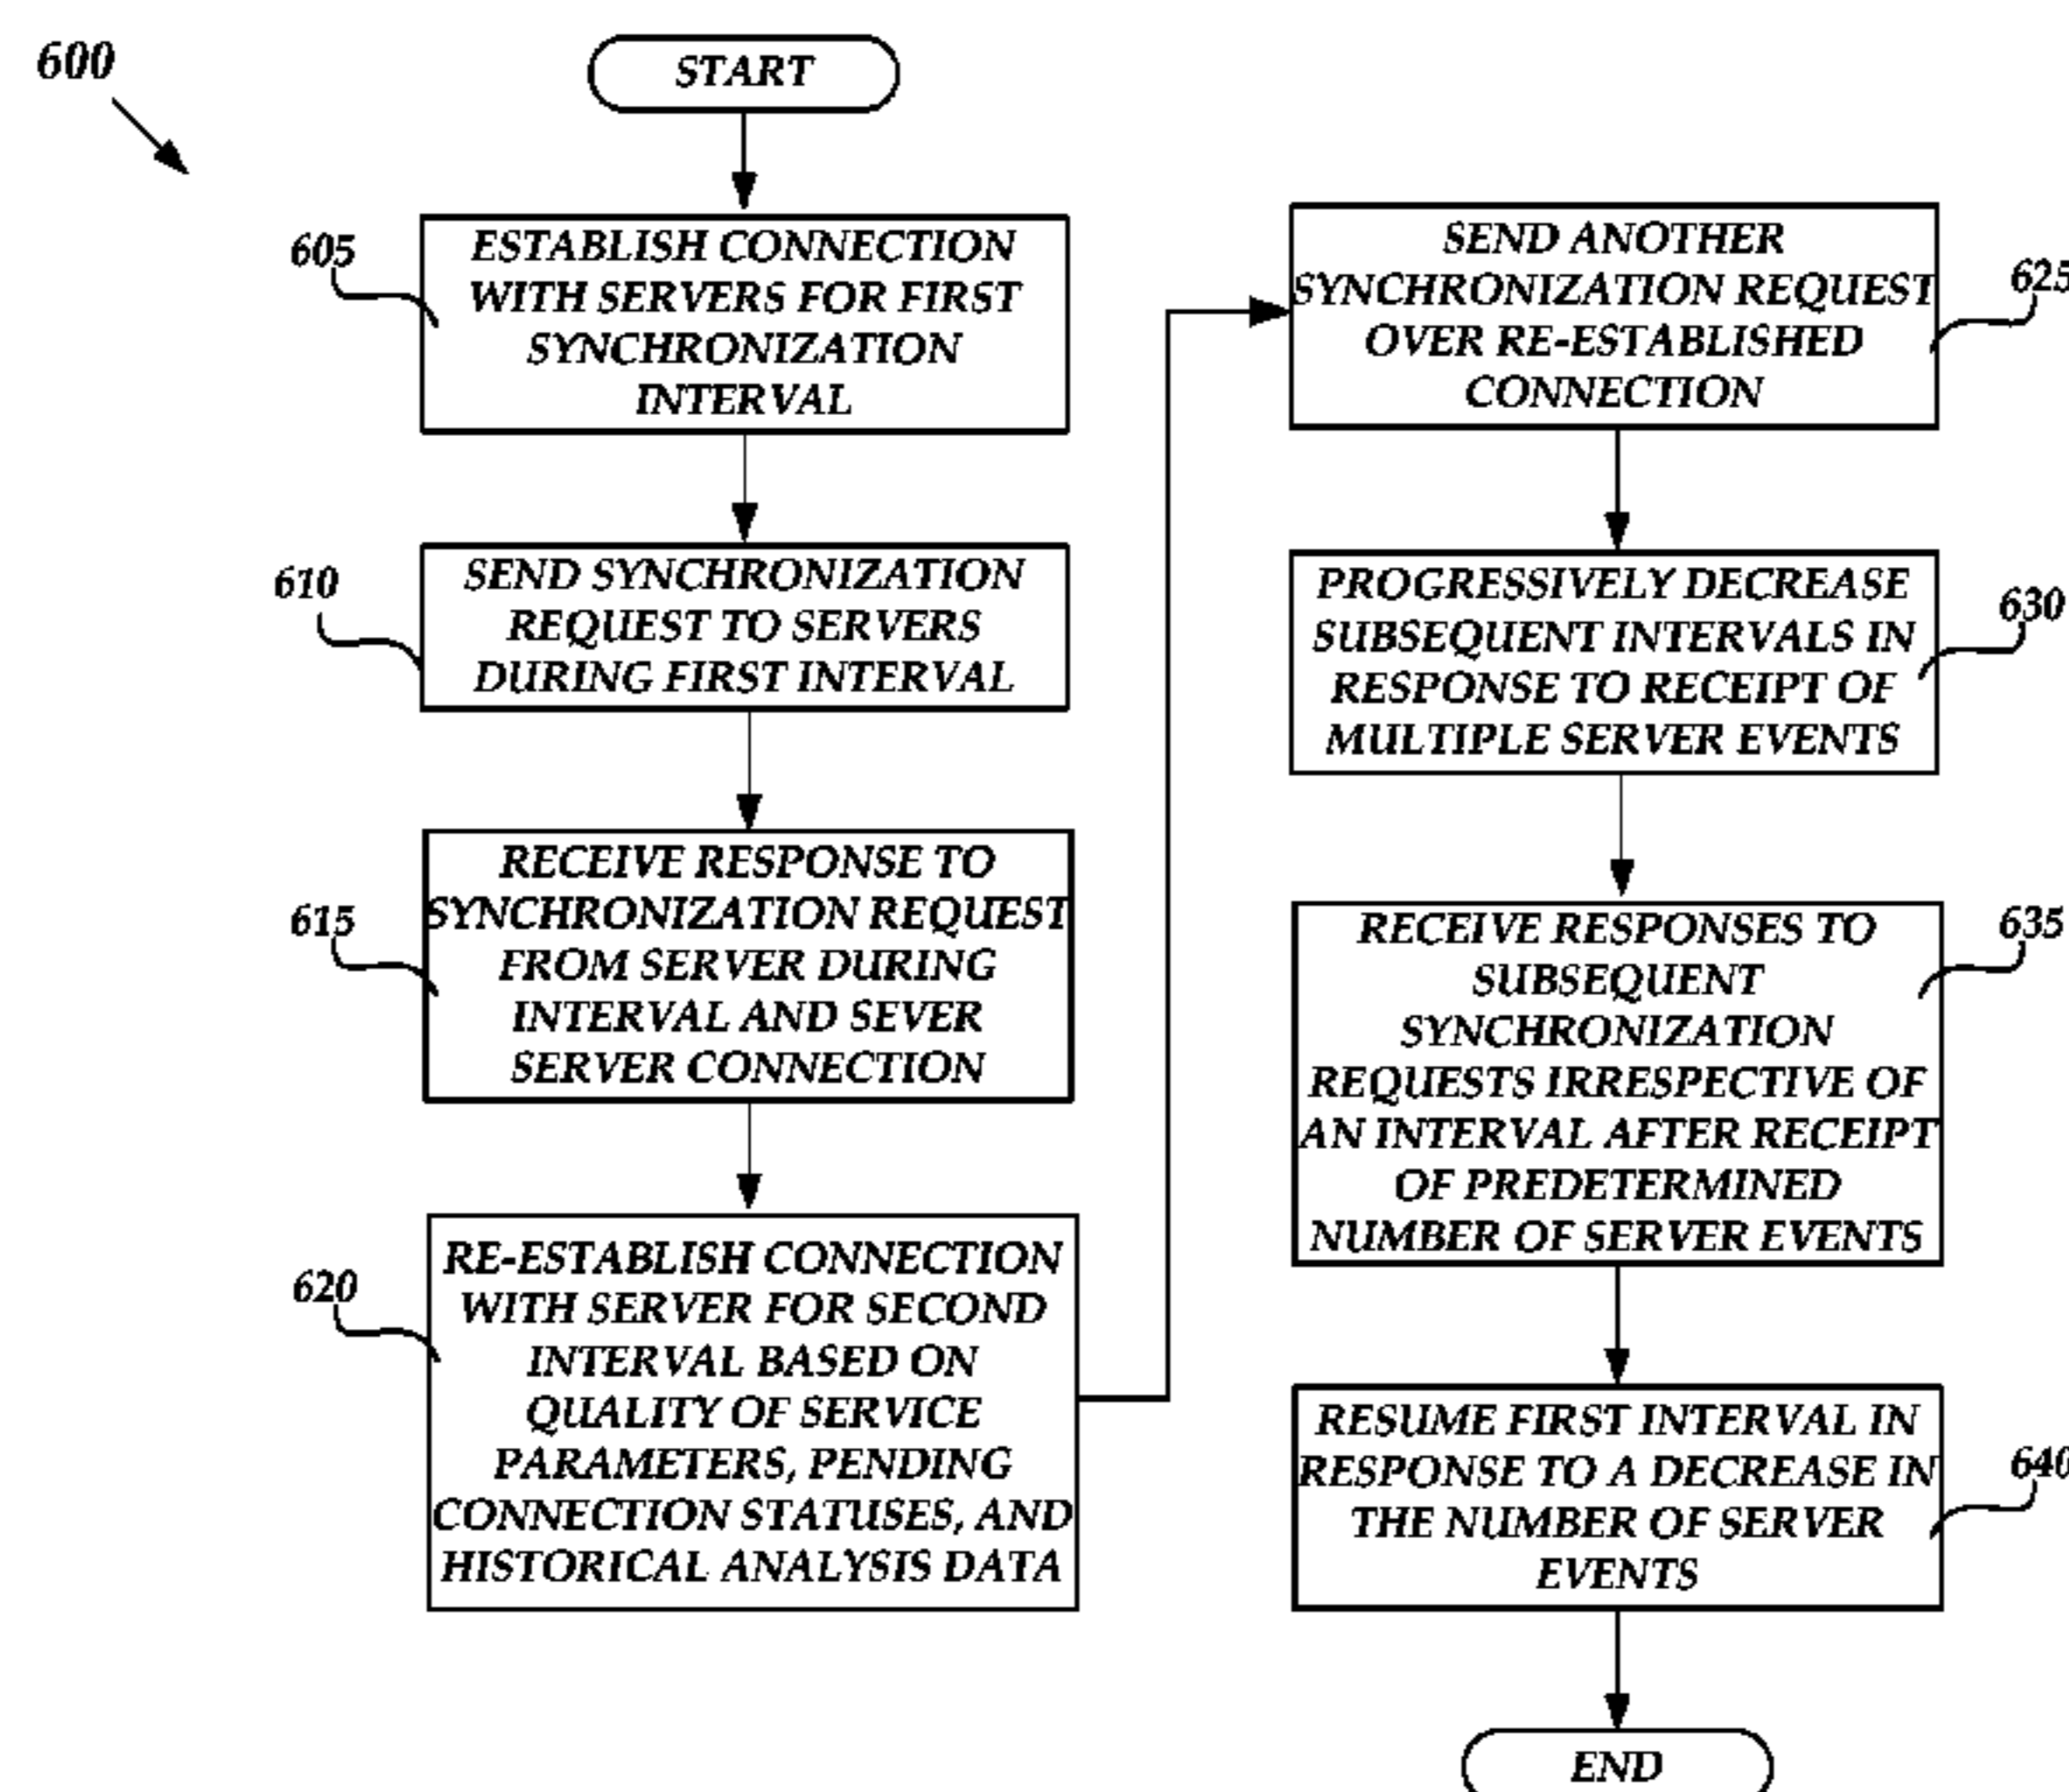 600
START
605
ESTABLISH CONNECTION
WITH SERVERS FOR FIRST
SYNCHRONIZATION
INTERVAL
610
SEND SYNCHRONIZATION
REQUEST TO SERVERS
DURING FIRST INTERVAL
615
RECEIVE RESPONSE TO
SYNCHRONIZATION REQUEST
FROM SERVER DURING
INTERVAL AND SEVER
SERVER CONNECTION
620
RE-ESTABLISH CONNECTION
WITH SERVER FOR SECOND
INTERVAL BASED ON
QUALITY OF SERVICE
PARAMETERS, PENDING
CONNECTION STATUSES, AND
HISTORICAL ANALYSIS DATA
SEND ANOTHER
SYNCHRONIZATION REQUEST
OVER RE-ESTABLISHED
CONNECTION
625
PROGRESSIVELY DECREASE
SUBSEQUENT INTERVALS IN
RESPONSE TO RECEIPT OF
MULTIPLE SERVER EVENTS
630
RECEIVE RESPONSES TO
SUBSEQUENT
SYNCHRONIZATION
REQUESTS IRRESPECTIVE OF
AN INTERVAL AFTER RECEIPT
OF PREDETERMINED
NUMBER OF SERVER EVENTS
635
RESUME FIRST INTERVAL IN
RESPONSE TO A DECREASE IN
THE NUMBER OF SERVER
EVENTS
640
END